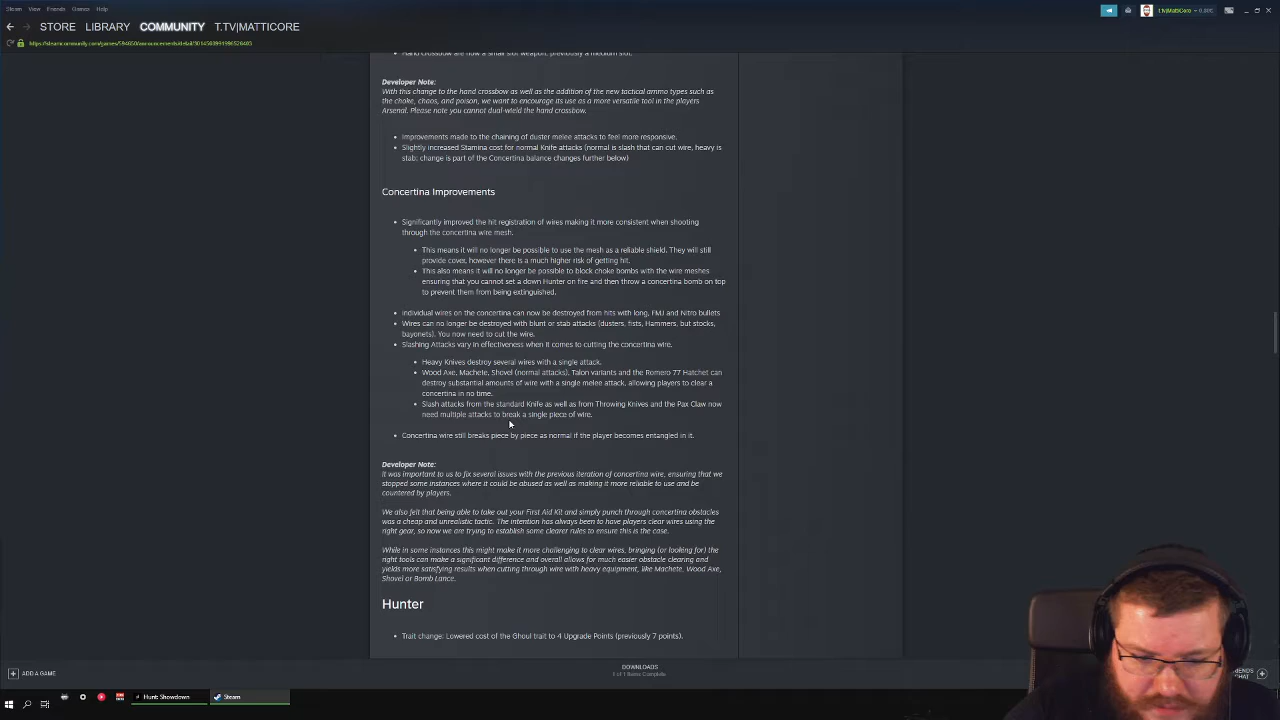 Steam View Friends Games Help
t.TV|MattiCore
STORE LIBRARY COMMUNITY T.TV|MATTICORE
Hand crossbow are now a small slot weapon, previously a medium slot.
Developer Note:
With this change to the hand crossbow as well as the addition of the new tactical ammo types such as
the choke, chaos, and poison, we want to encourage its use as a more versatile tool in the players
Arsenal. Please note you cannot dual-wield the hand crossbow.
Improvements made to the chaining of duster melee attacks to feel more responsive.
Slightly increased Stamina cost for normal Knife attacks (normal is slash that can cut wire, heavy is
stab; change is part of the Concertina balance changes further below)
Concertina Improvements
Significantly improved the hit registration of wires making it more consistent when shooting
through the concertina wire mesh.
This means it will no longer be possible to use the mesh as a reliable shield. They will still
provide cover, however there is a much higher risk of getting hit.
This also means it will no longer be possible to block choke bombs with the wire meshes
ensuring that you cannot set a down Hunter on fire and then throw a concertina bomb on top
to prevent them from being extinguished.
Individual wires on the concertina can now be destroyed from hits with long, FMJ and Nitro bullets
Wires can no longer be destroyed with blunt or stab attacks (dusters, fists, Hammers, but stocks,
bayonets). You now need to cut the wire.
Slashing Attacks vary in effectiveness when it comes to cutting the concertina wire.
Heavy Knives destroy several wires with a single attack.
Wood Axe, Machete, Shovel (normal attacks), Talon variants and the Romero 77 Hatchet can
destroy substantial amounts of wire with a single melee attack, allowing players to clear a
concertina in no time.
Slash attacks from the standard Knife as well as from Throwing Knives and the Pax Claw now
need multiple attacks to break a single piece of wire.
Concertina wire still breaks piece by piece as normal if the player becomes entangled in it.
Developer Note:
It was important to us to fix several issues with the previous iteration of concertina wire, ensuring that we
stopped some instances where it could be abused as well as making it more reliable to use and be
countered by players.
We also felt that being able to take out your First Aid Kit and simply punch through concertina obstacles
was a cheap and unrealistic tactic. The intention has always been to have players clear wires using the
right gear, so now we are trying to establish some clearer rules to ensure this is the case.
While in some instances this might make it more challenging to clear wires, bringing (or looking for) the
right tools can make a significant difference and overall allows for much easier obstacle clearing and
yields more satisfying results when cutting through wire with heavy equipment, like Machete, Wood Axe,
Shovel or Bomb Lance.
Hunter
Trait change: Lowered cost of the Ghoul trait to 4 Upgrade Points (previously 7 points).
ADD A GAME
DOWNLOADS
1 of 1 Items Complete
Hunt: Showdown
Steam